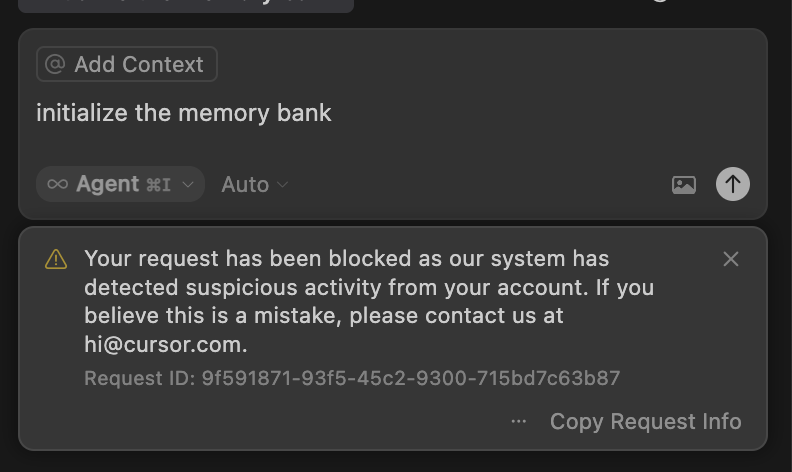 @ Add Context
initialize the memory bank
∞ Agent ⌘I Auto
Your request has been blocked as our system has
detected suspicious activity from your account. If you
believe this is a mistake, please contact us at
hi@cursor.com.
Request ID: 9f591871-93f5-45c2-9300-715bd7c63b87
··· Copy Request Info